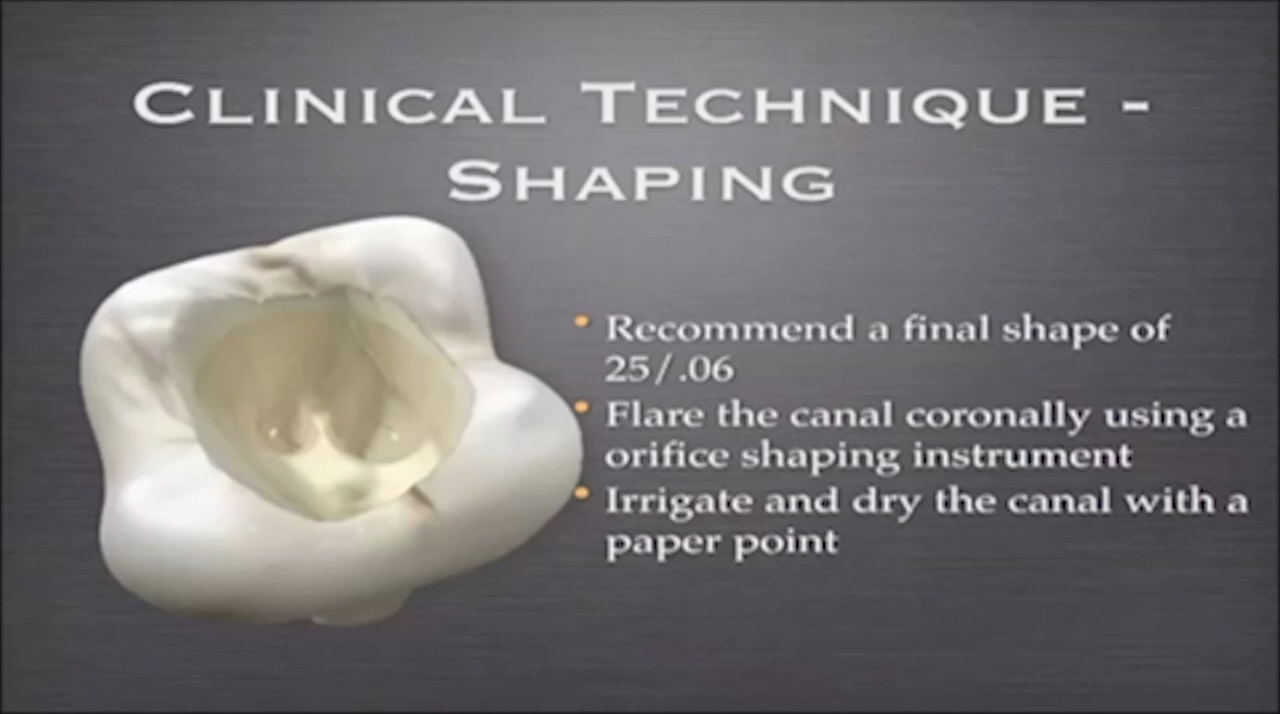 Clinical Technique -
Shaping
• Recommend a final shape of
25/.06
• Flare the canal coronally using a
orifice shaping instrument
• Irrigate and dry the canal with a
paper point